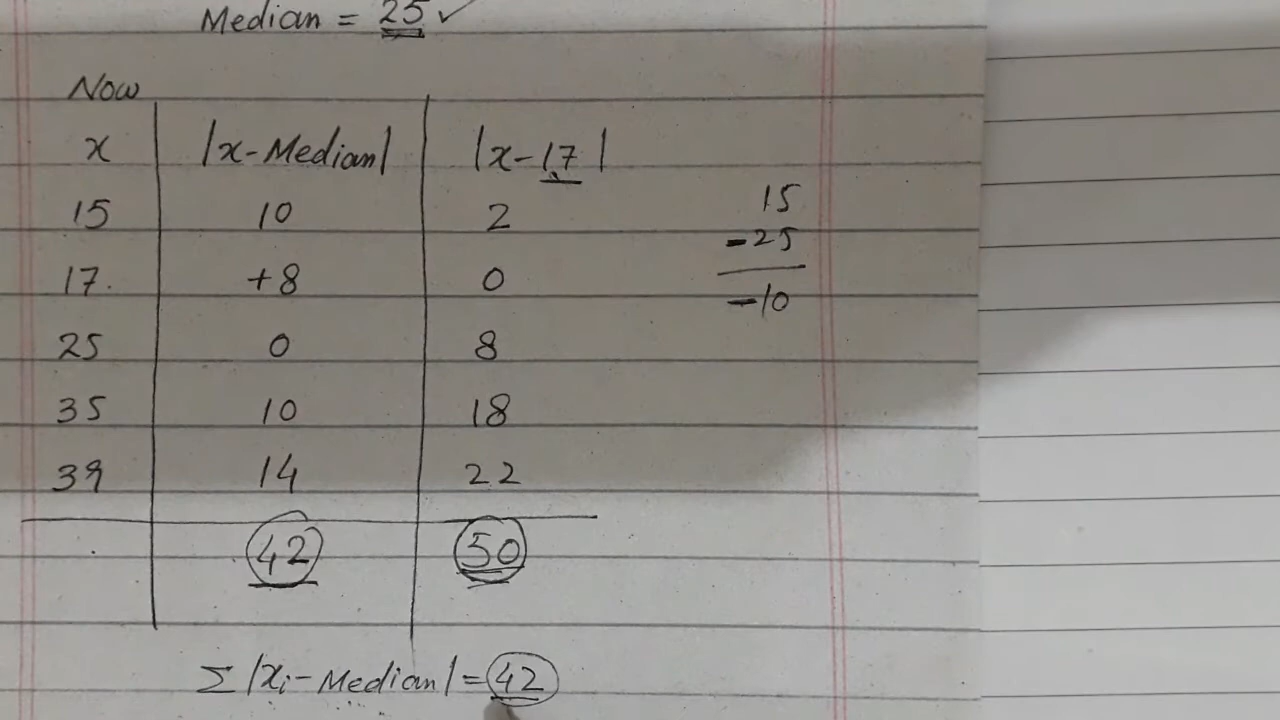 Median = 25 ✓
Now
x |x-Median| |x-17|
15 10 2
17. +8 0
25 0 8
35 10 18
39 14 22
42 50
15
-25
-10
Σ |xi - Median| = 42